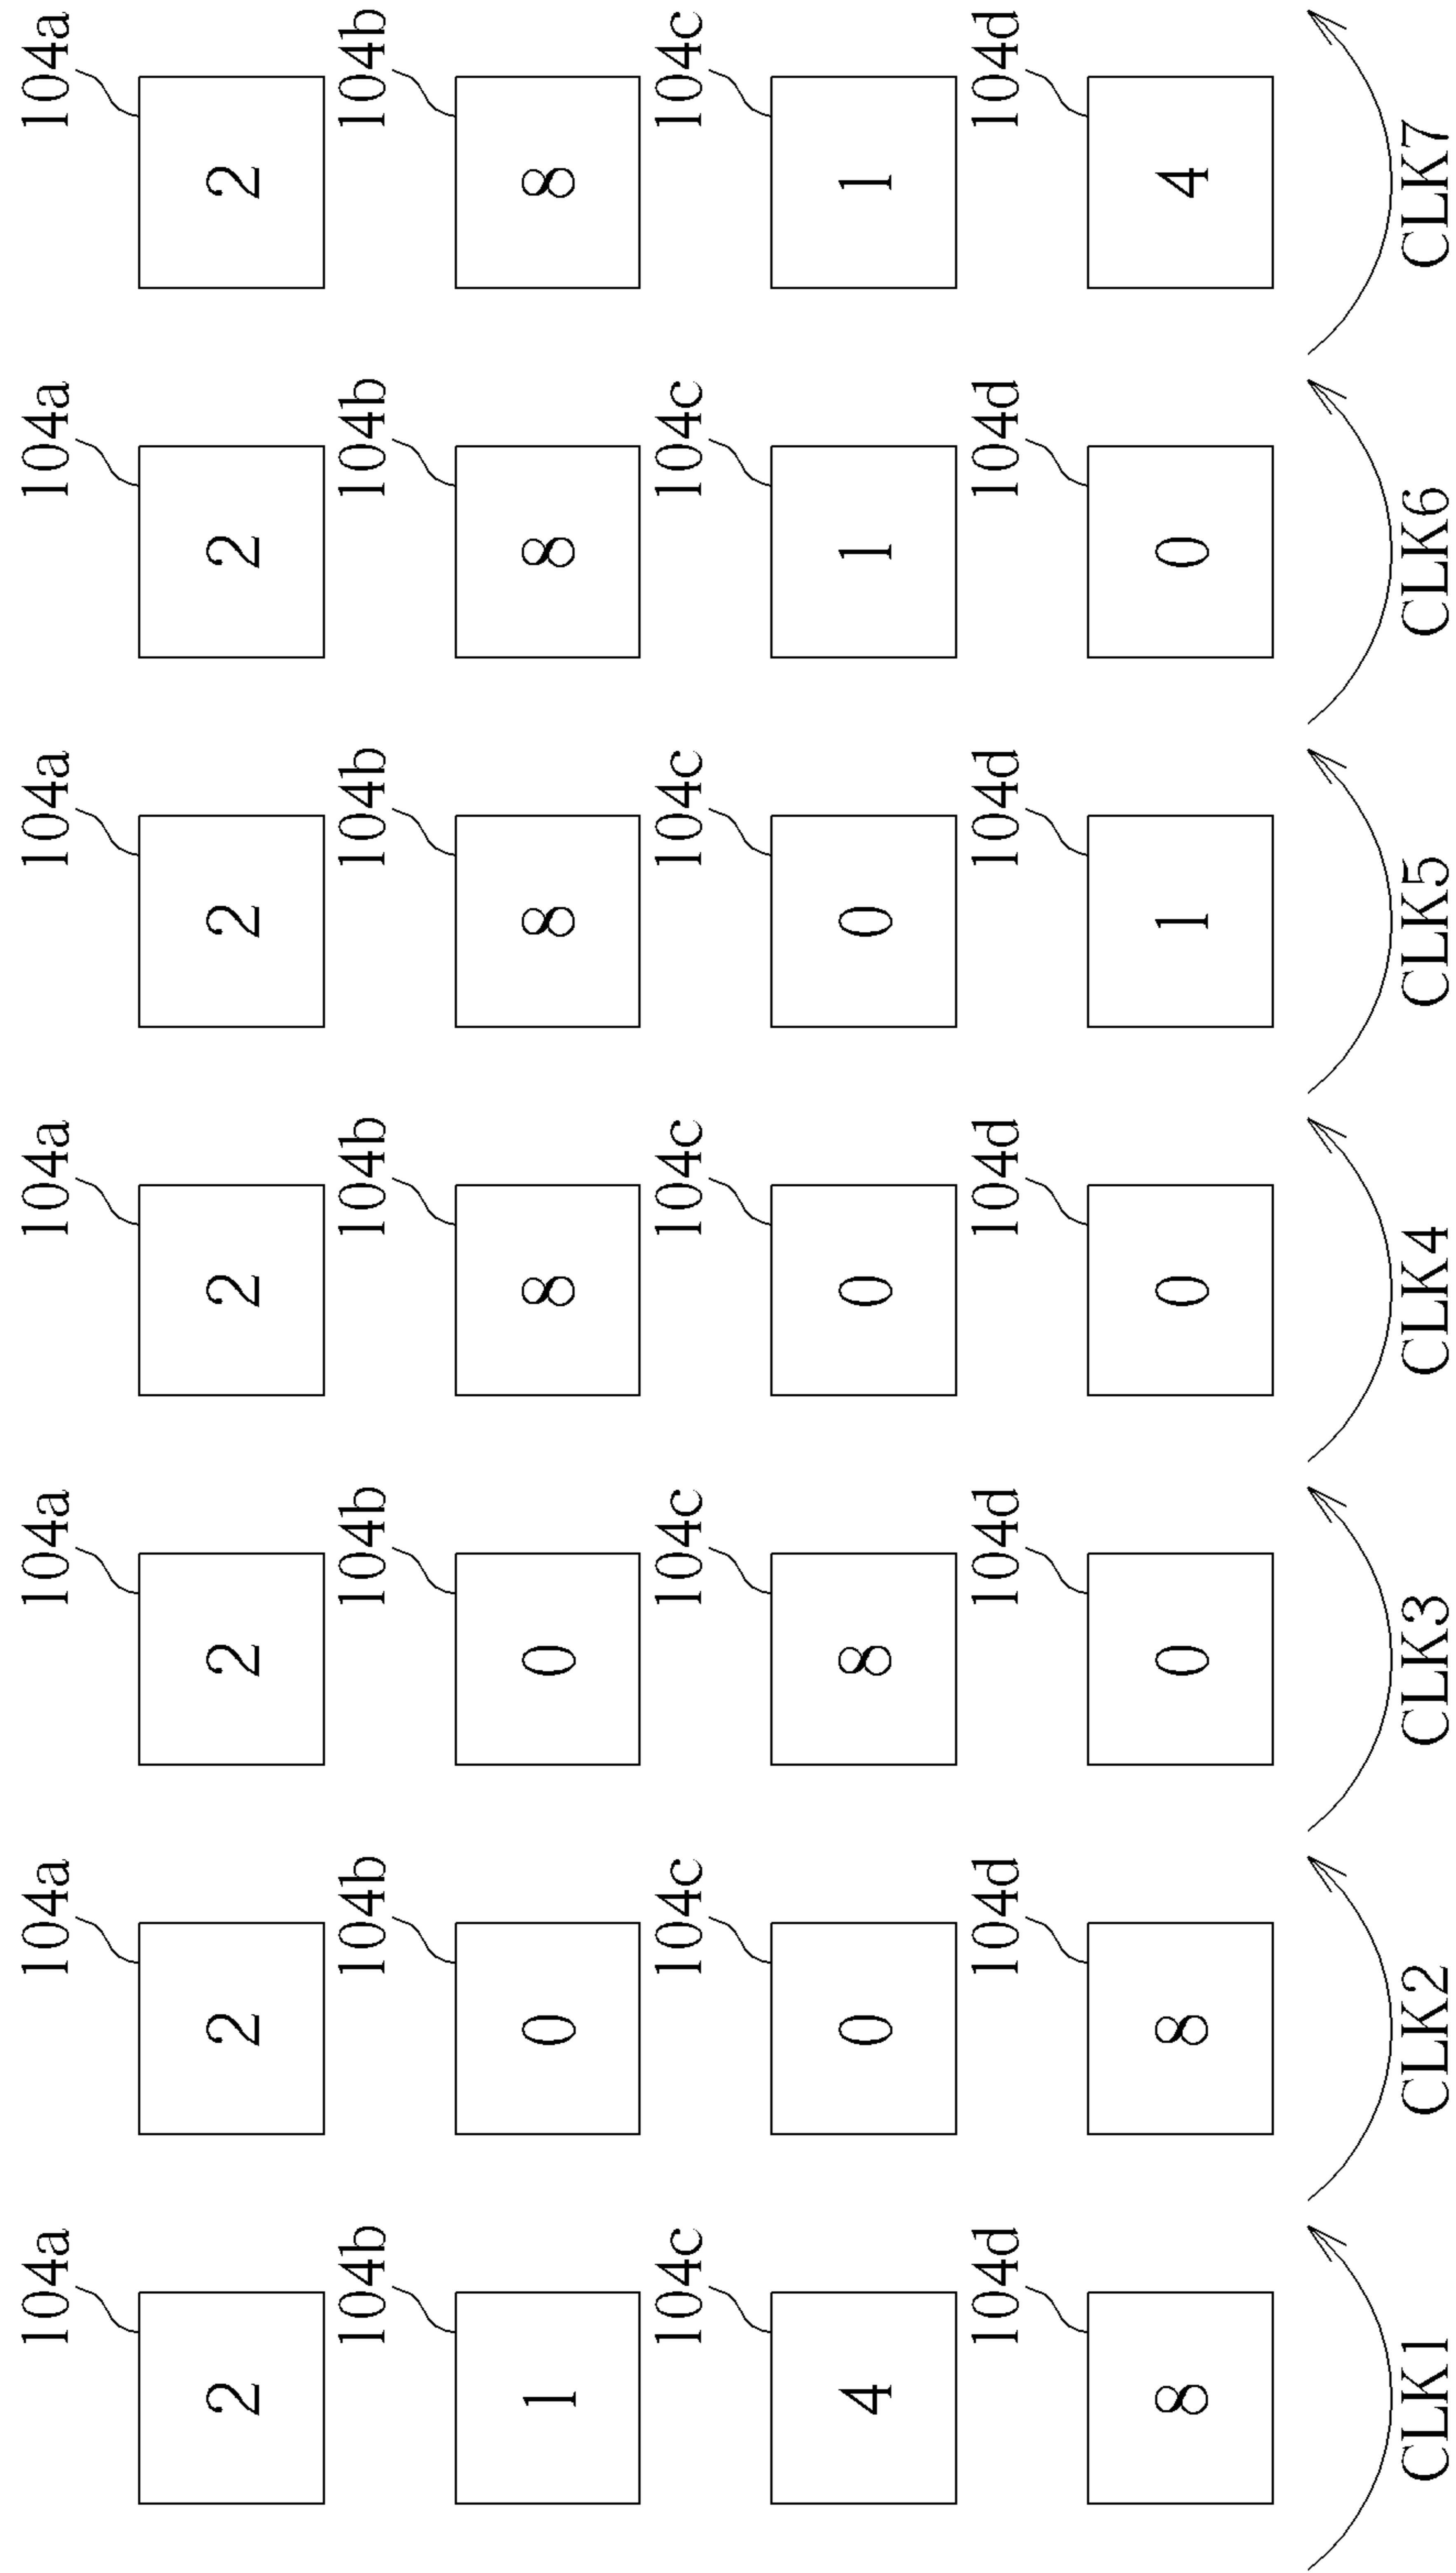 104a 104a 104a 104a 104a 104a 104a
2 2 2 2 2 2 2
104b 104b 104b 104b 104b 104b 104b
1 0 0 8 8 8 8
104c 104c 104c 104c 104c 104c 104c
4 0 8 0 0 1 1
104d 104d 104d 104d 104d 104d 104d
8 8 0 0 1 0 4
CLK1 CLK2 CLK3 CLK4 CLK5 CLK6 CLK7